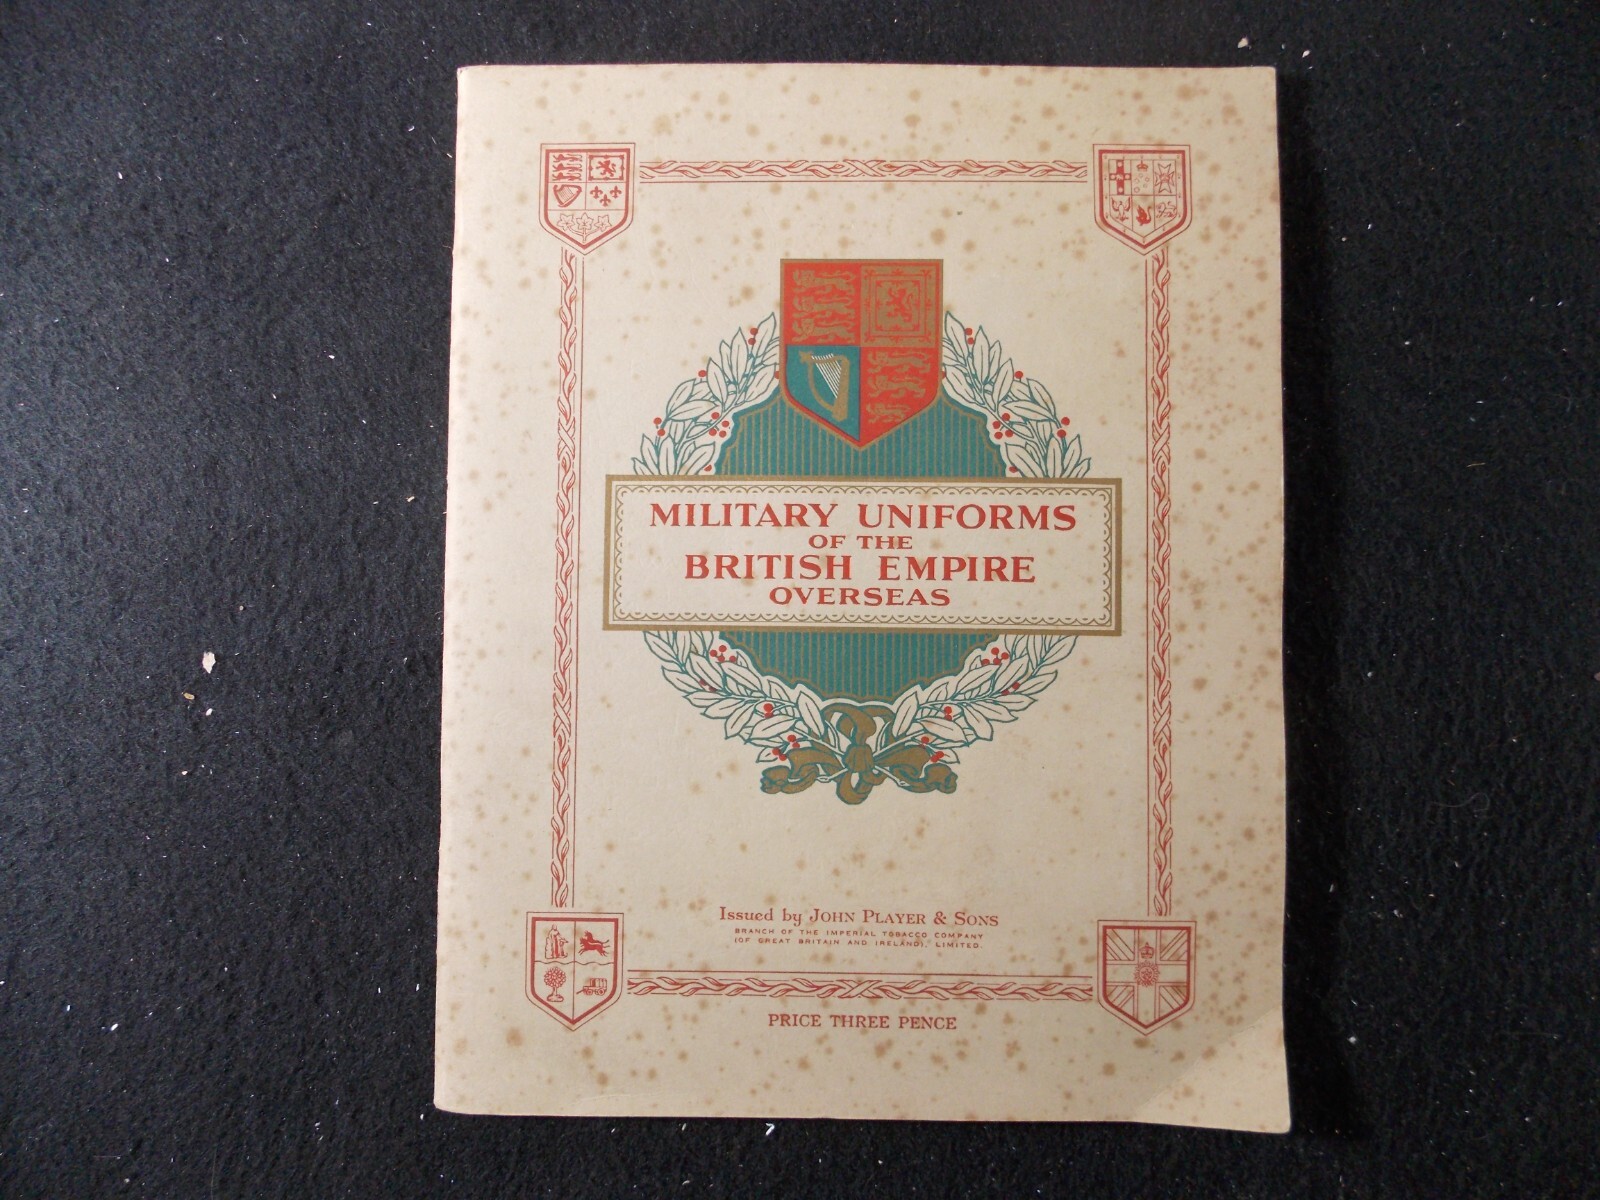 MILITARY UNIFORMS
OF THE
BRITISH EMPIRE
OVERSEAS
Issued by JOHN PLAYER & SONS
BRANCH OF THE IMPERIAL TOBACCO COMPANY
(OF GREAT BRITAIN AND IRELAND), LIMITED.
PRICE THREE PENCE